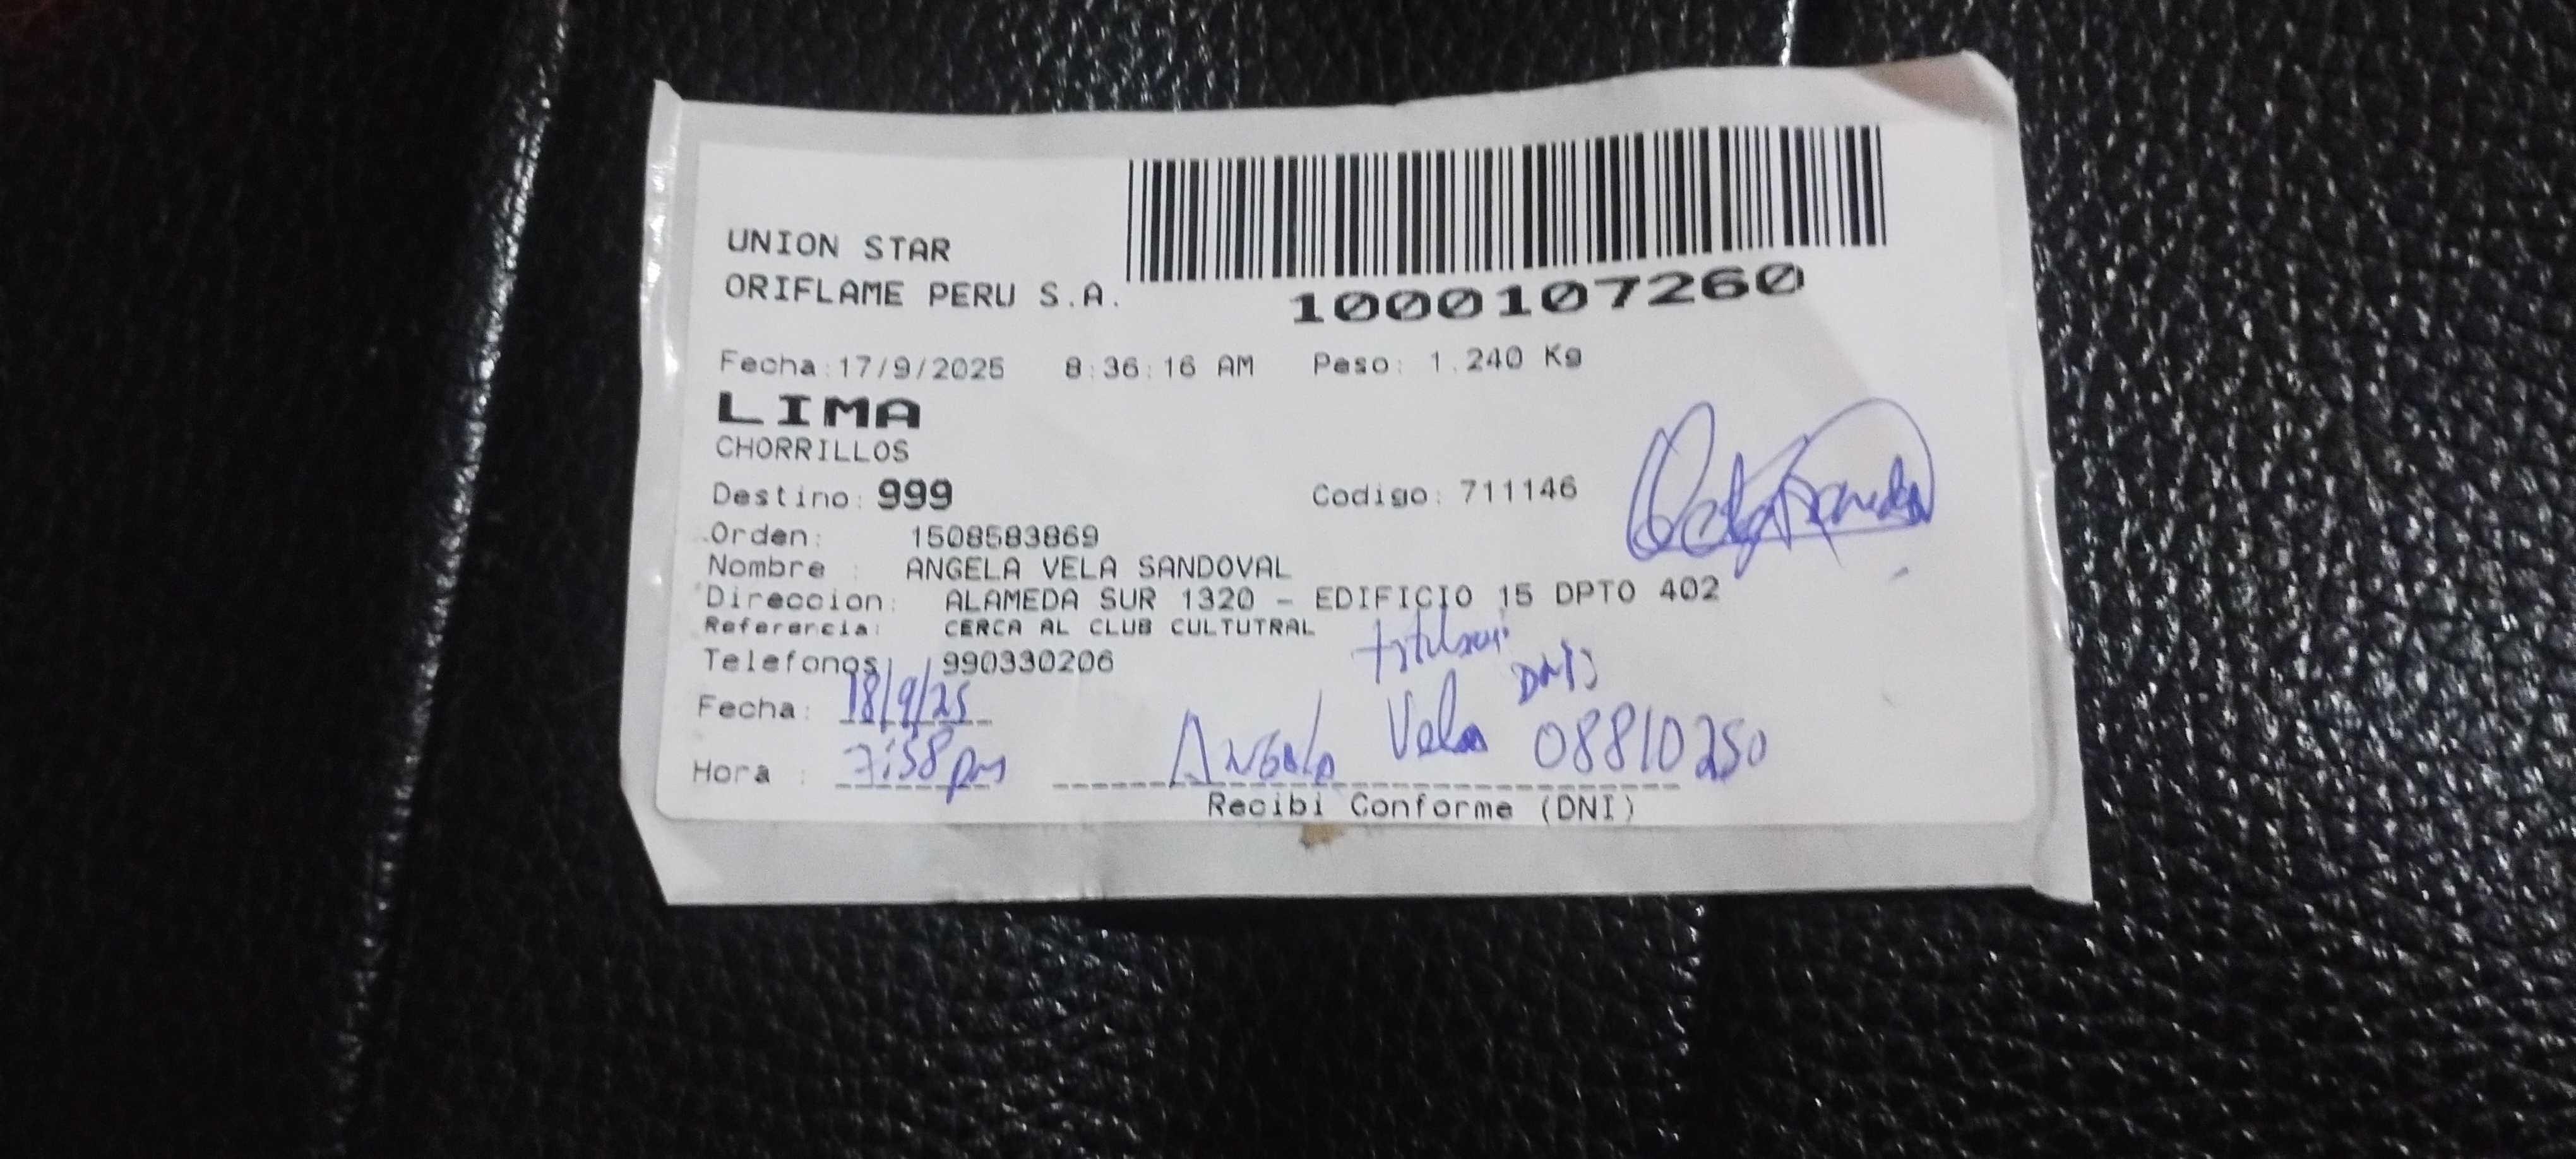 UNION STAR
ORIFLAME PERU S.A.
1000107260
Fecha:17/9/2025 8:36:16 AM Peso: 1.240 Kg
LIMA
CHORRILLOS
Destino: 999 Codigo: 711146
Orden: 1508583869
Nombre : ANGELA VELA SANDOVAL
Direccion: ALAMEDA SUR 1320 - EDIFICIO 15 DPTO 402
Referencia: CERCA AL CLUB CULTUTRAL
Telefonos 990330206
Fecha: 18/9/25
Hora : 7:58 pm Angela Vela 08810250
Recibi Conforme (DNI)